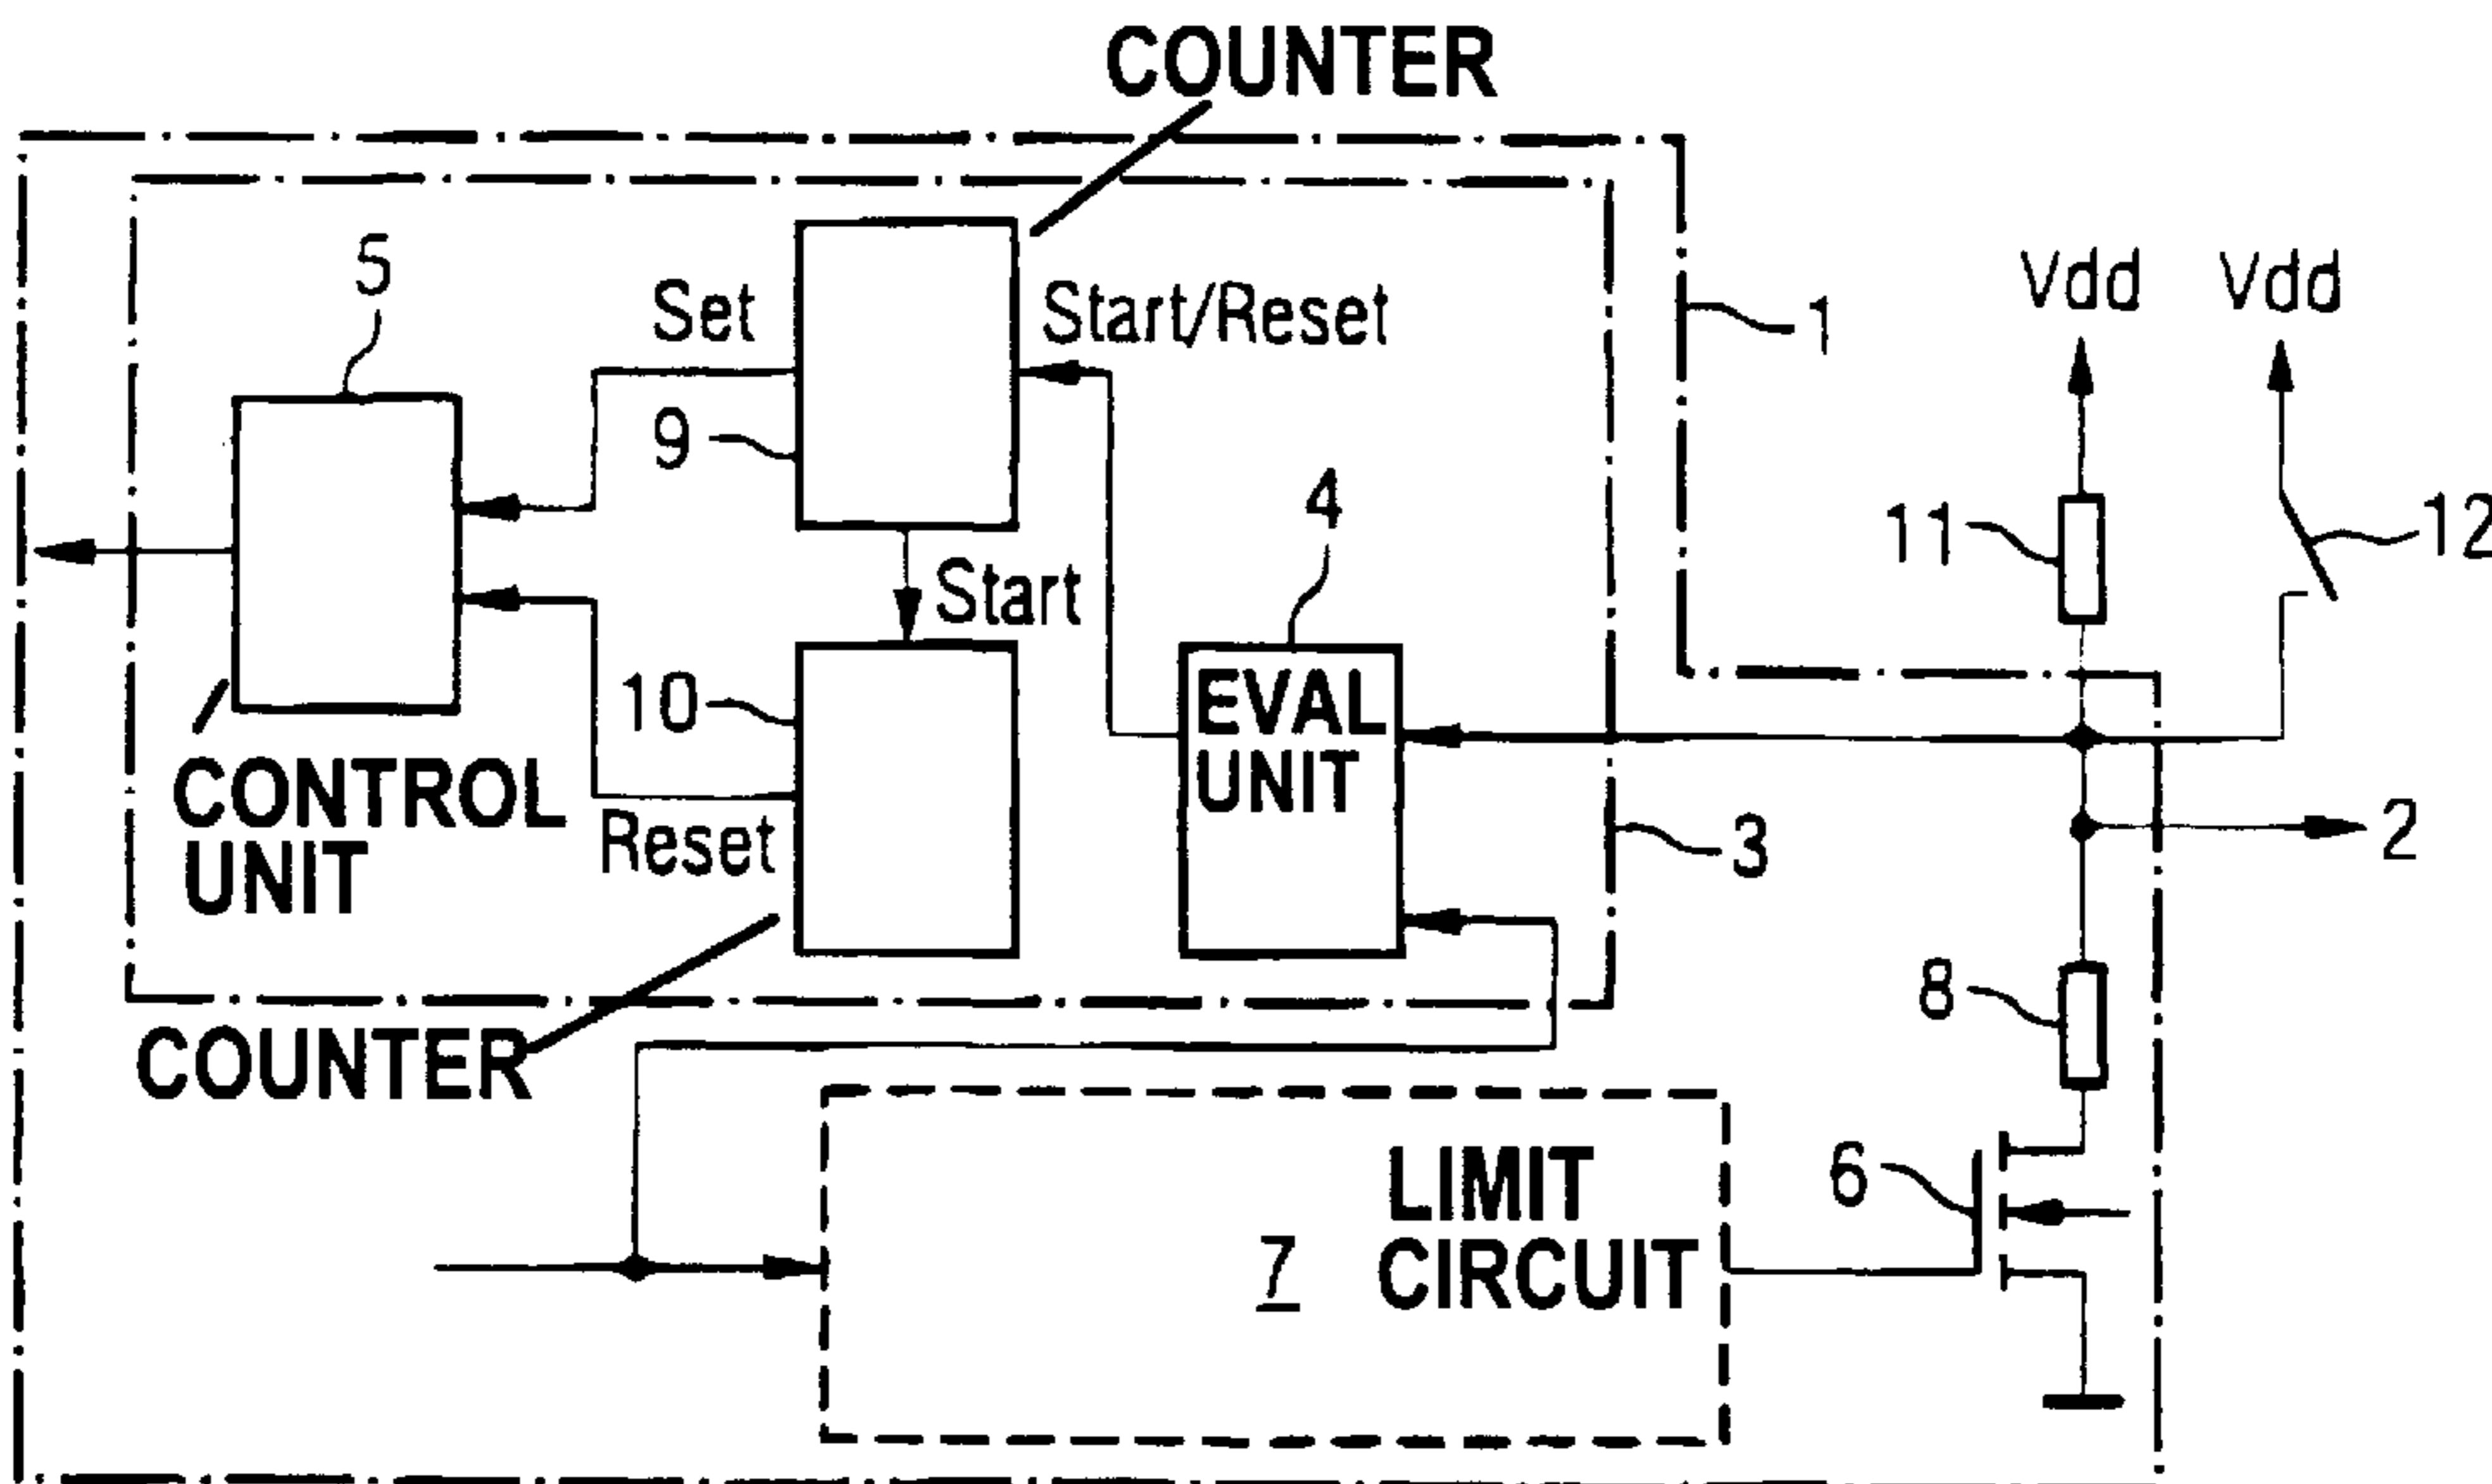 COUNTER
5
Set
Start/Reset
1
Vdd
Vdd
9
4
11
12
Start
10
EVAL
UNIT
CONTROL
UNIT
Reset
3
2
8
COUNTER
LIMIT
CIRCUIT
6
7